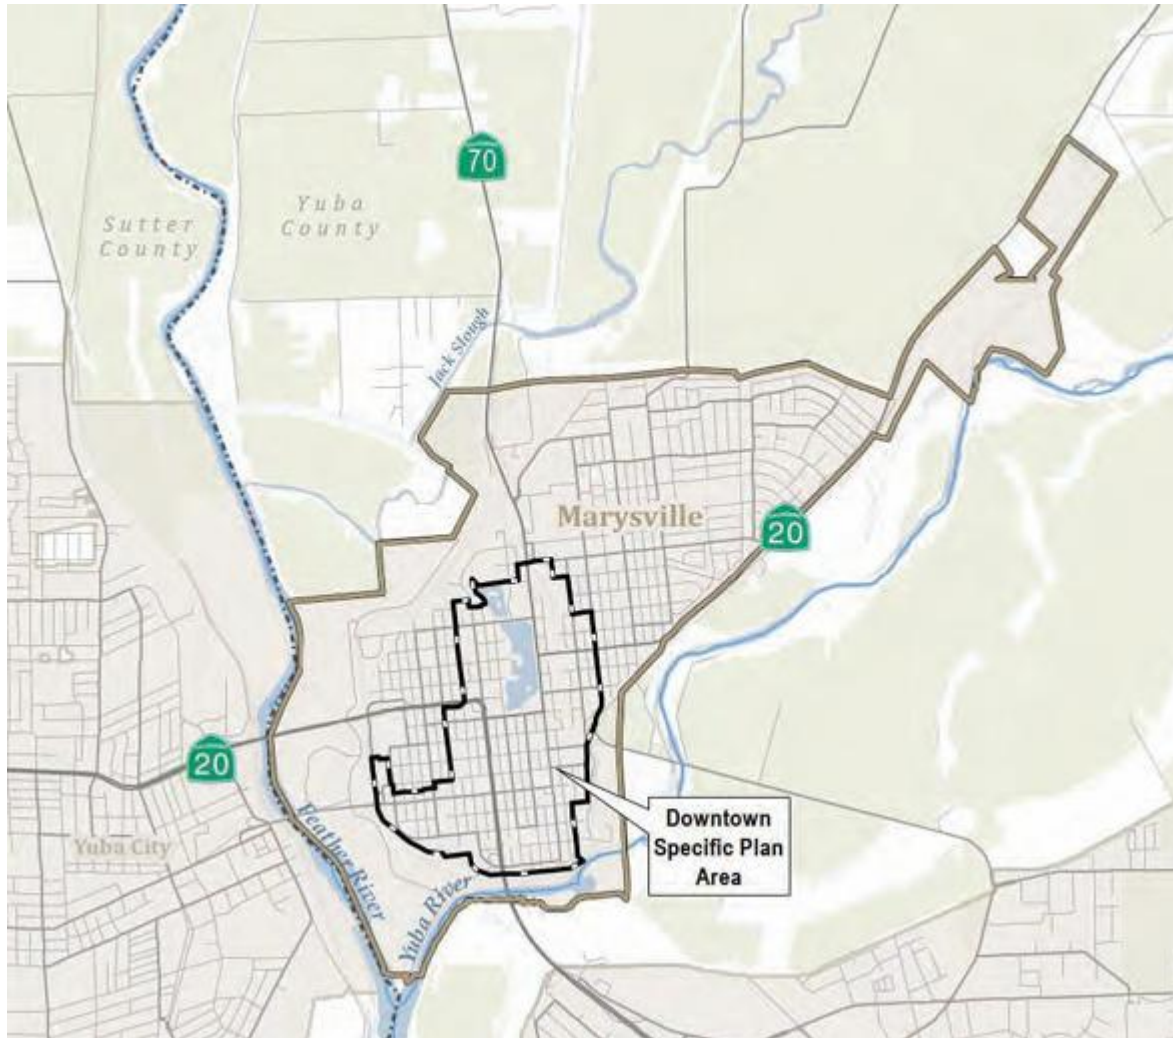 70
Sutter
County
Yuba
County
Jack Slough
Marysville
20
20
Yuba City
Feather River
Yuba River
Downtown
Specific Plan
Area